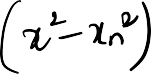 (x² - xₙ²)